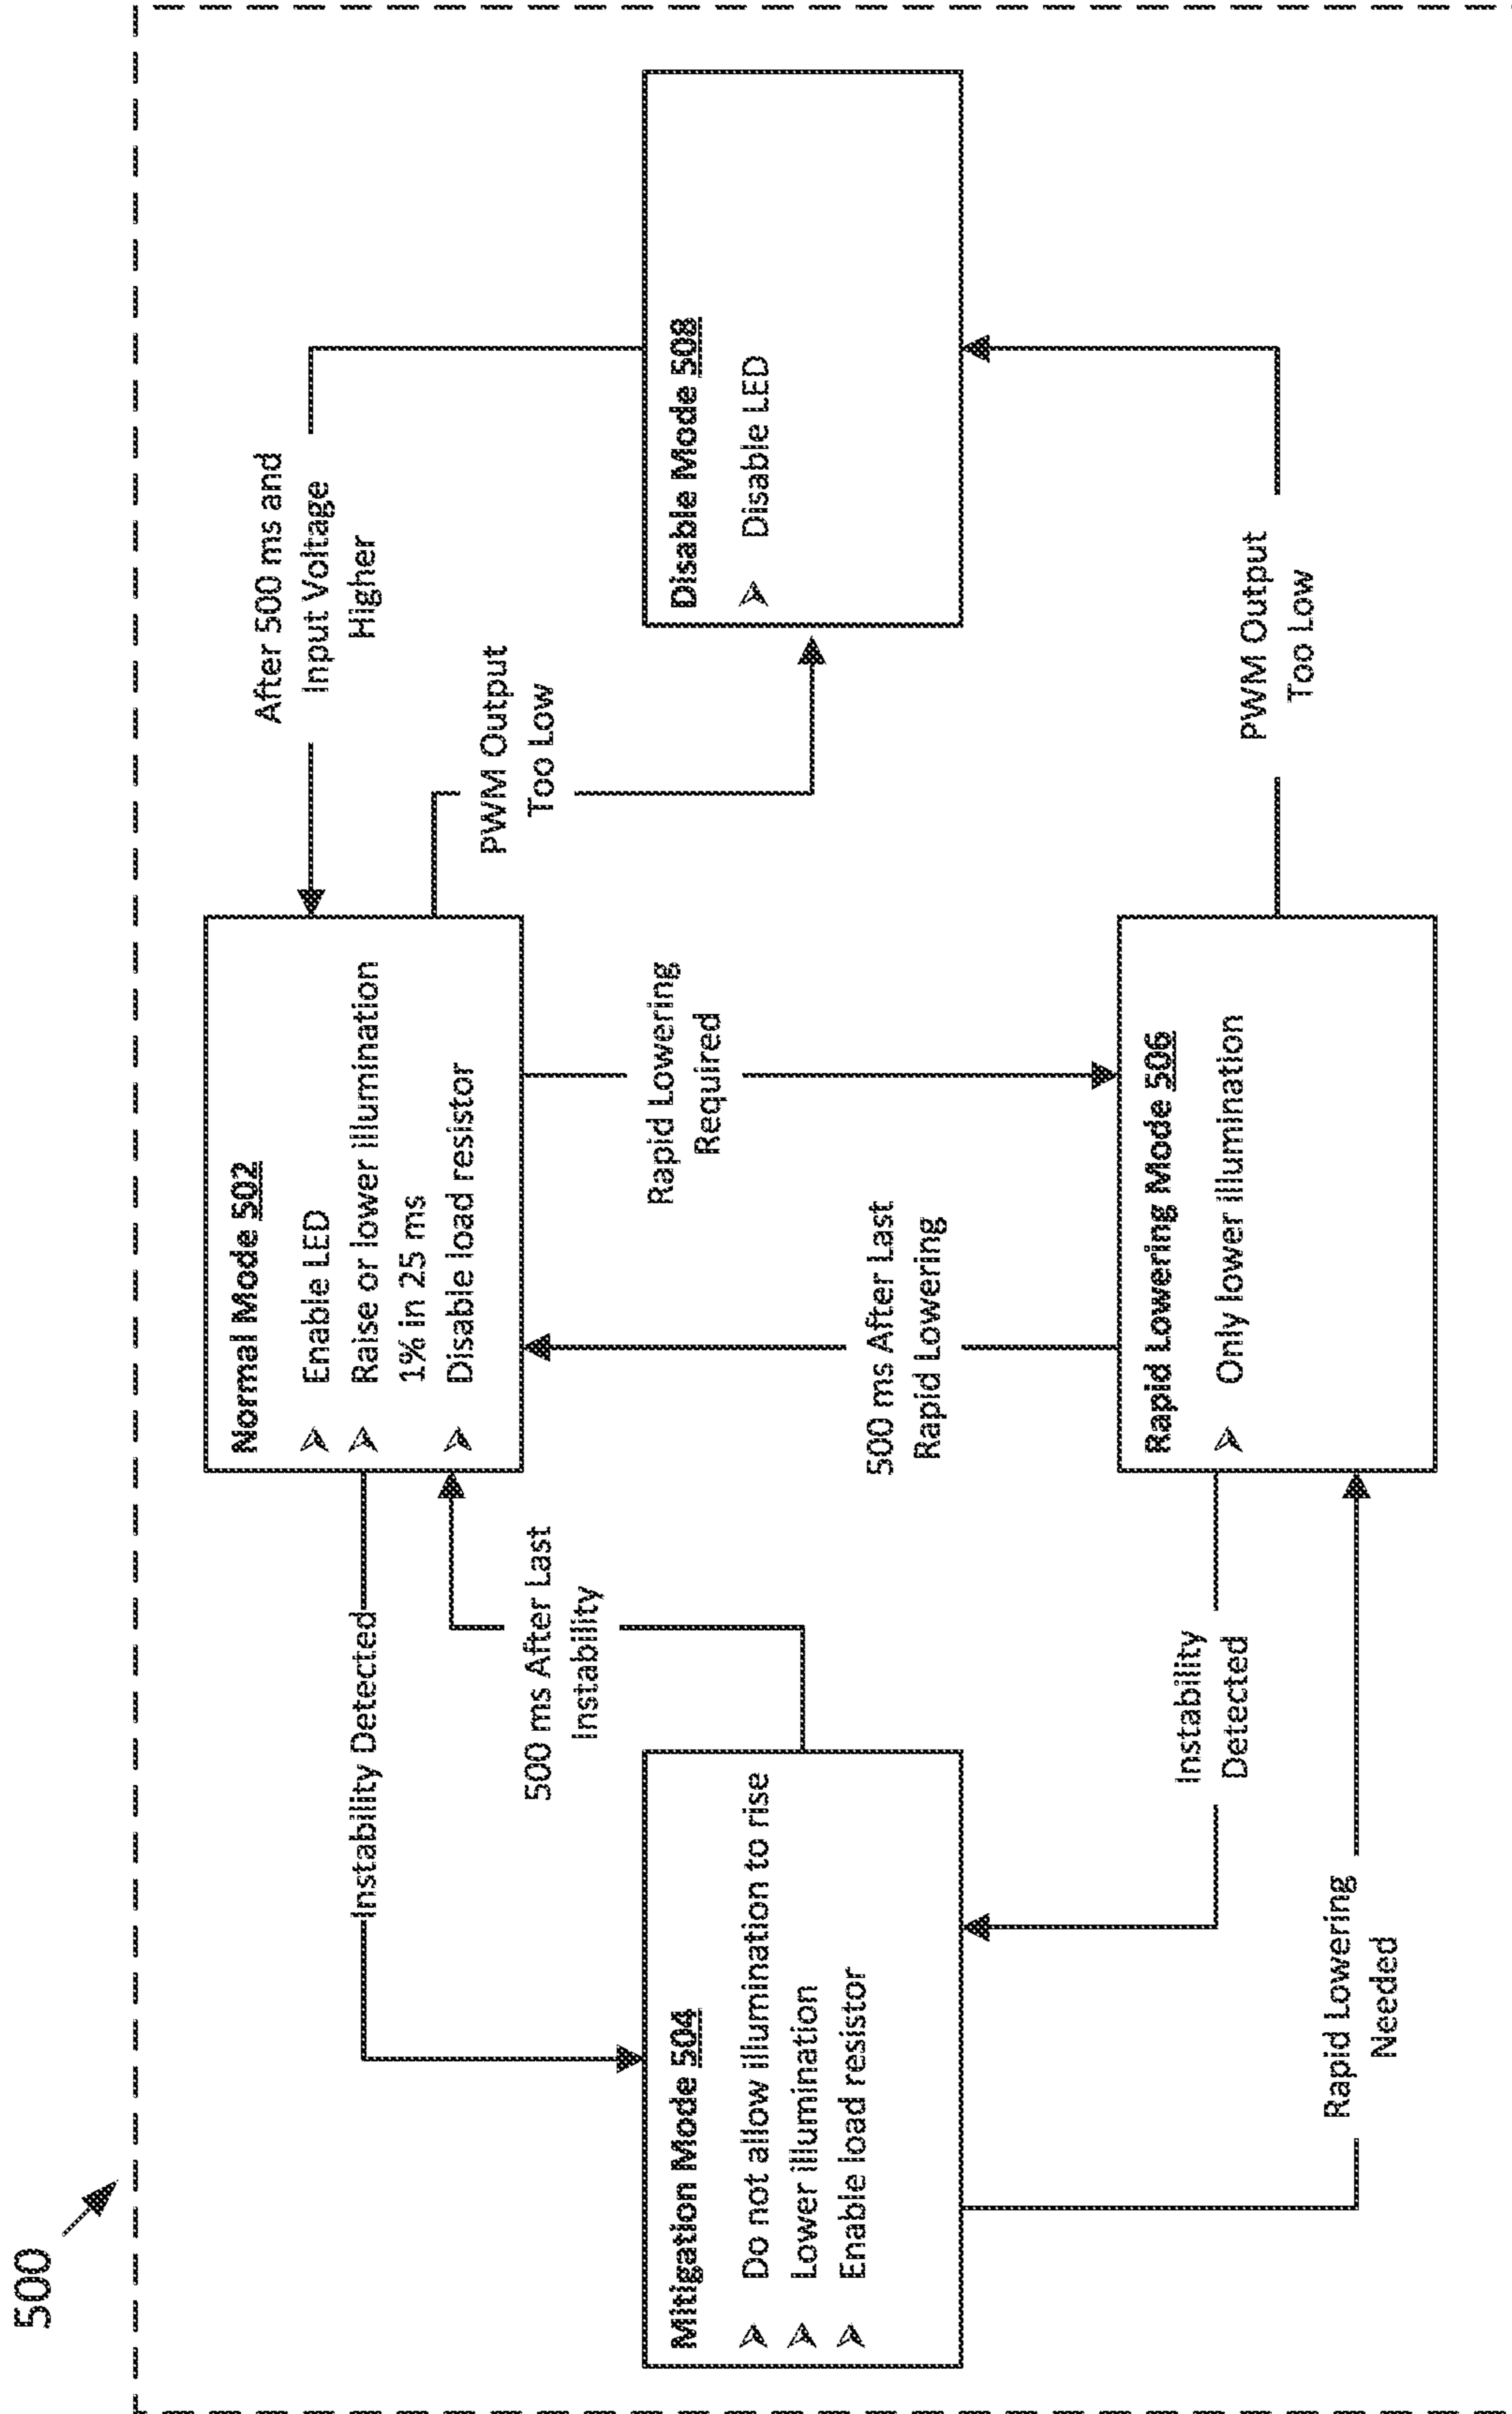 500
Normal Mode 502
➢ Enable LED
➢ Raise or lower illumination
1% in 25 ms
➢ Disable load resistor
After 500 ms and
Input Voltage
Higher
Instability Detected
PWM Output
Too Low
500 ms After Last
Instability
Rapid Lowering
Required
Mitigation Mode 504
➢ Do not allow illumination to rise
➢ Lower illumination
➢ Enable load resistor
Disable Mode 508
➢ Disable LED
500 ms After Last
Rapid Lowering
Instability
Detected
Rapid Lowering Mode 506
➢ Only lower illumination
PWM Output
Too Low
Rapid Lowering
Needed